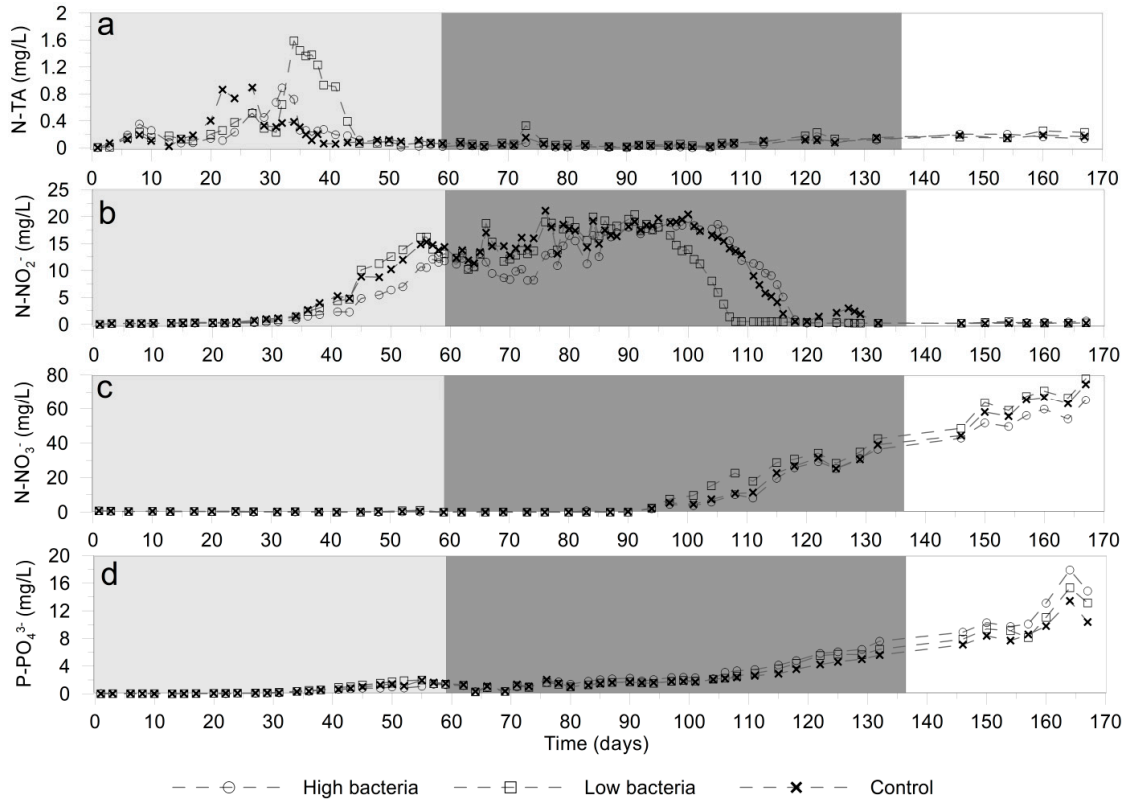 a
N-TA (mg/L)
2
1.6
1.2
0.8
0.4
0
0 10 20 30 40 50 60 70 80 90 100 110 120 130 140 150 160 170
b
N-NO₂⁻ (mg/L)
25
20
15
10
5
0
0 10 20 30 40 50 60 70 80 90 100 110 120 130 140 150 160 170
c
N-NO₃⁻ (mg/L)
80
60
40
20
0
0 10 20 30 40 50 60 70 80 90 100 110 120 130 140 150 160 170
d
P-PO₄³⁻ (mg/L)
20
16
12
8
4
0
0 10 20 30 40 50 60 70 80 90 100 110 120 130 140 150 160 170
Time (days)
High bacteria Low bacteria Control